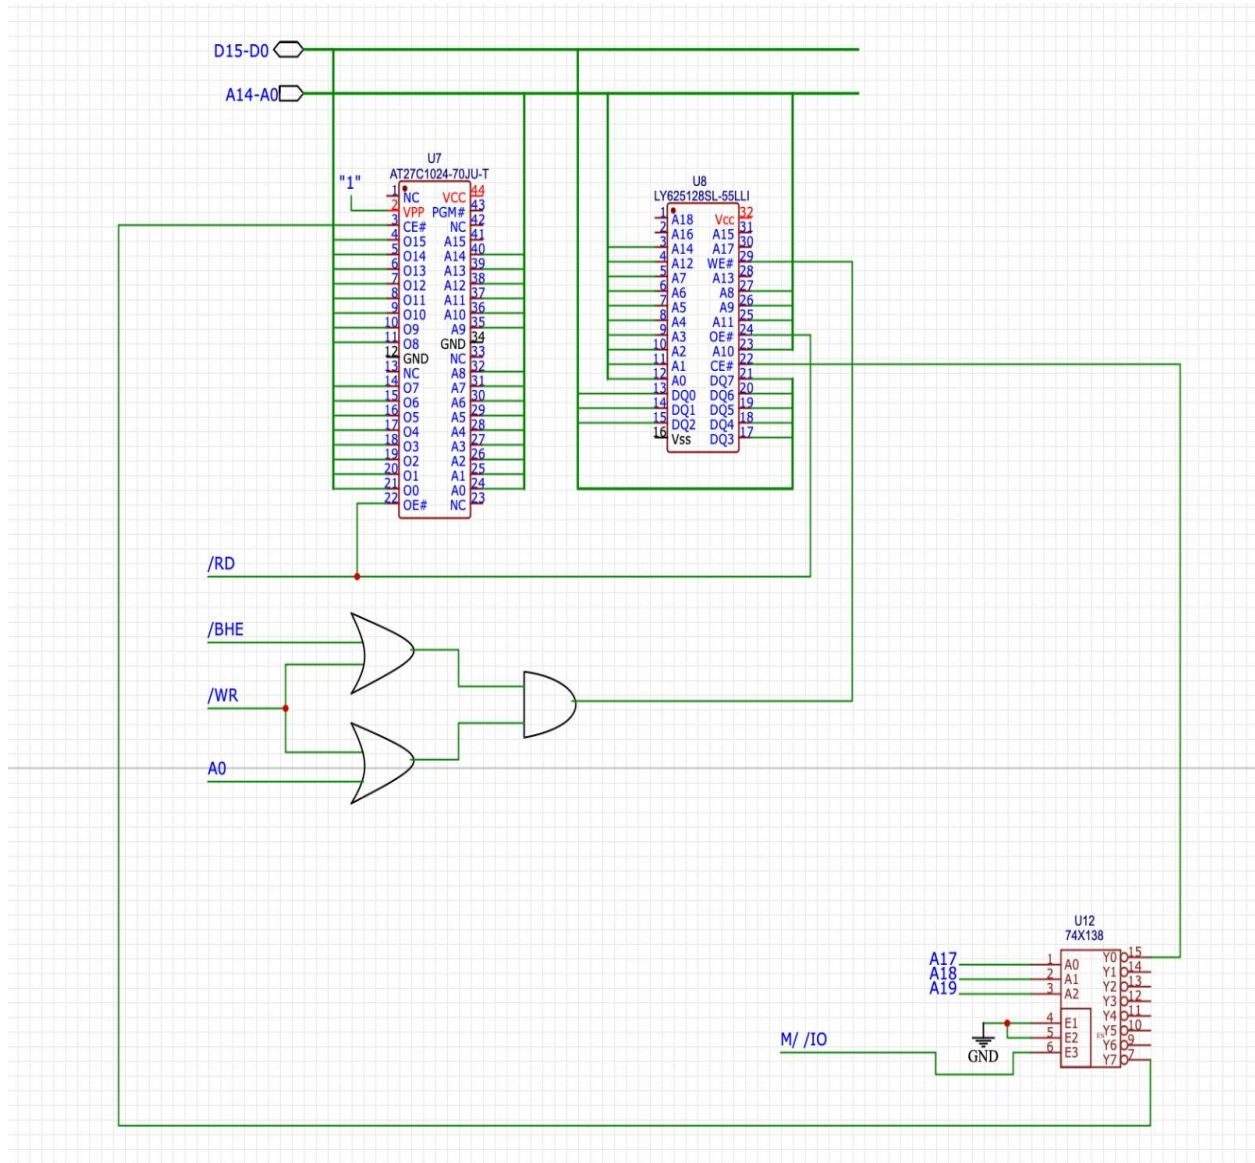 D15-D0
A14-A0
U7
AT27C1024-70JU-T
"1"
1 NC VCC 44
2 VPP PGM# 43
3 CE# NC 42
4 O15 A15 41
5 O14 A14 40
6 O13 A13 39
7 O12 A12 38
8 O11 A11 37
9 O10 A10 36
10 O9 A9 35
11 O8 GND 34
12 GND NC 33
13 NC A8 32
14 O7 A7 31
15 O6 A6 30
16 O5 A5 29
17 O4 A4 28
18 O3 A3 27
19 O2 A2 26
20 O1 A1 25
21 O0 A0 24
22 OE# NC 23
U8
LY625128SL-55LLI
1 A18 Vcc 32
2 A16 A15 31
3 A14 A17 30
4 A12 WE# 29
5 A7 A13 28
6 A6 A8 27
7 A5 A9 26
8 A4 A11 25
9 A3 OE# 24
10 A2 A10 23
11 A1 CE# 22
12 A0 DQ7 21
13 DQ0 DQ6 20
14 DQ1 DQ5 19
15 DQ2 DQ4 18
16 Vss DQ3 17
/RD
/BHE
/WR
A0
U12
74X138
A17 1 A0 Y0 15
A18 2 A1 Y1 14
A19 3 A2 Y2 13
Y3 12
4 E1 Y4 11
5 E2 EN Y5 10
6 E3 Y6 9
Y7 7
GND
M/ /IO